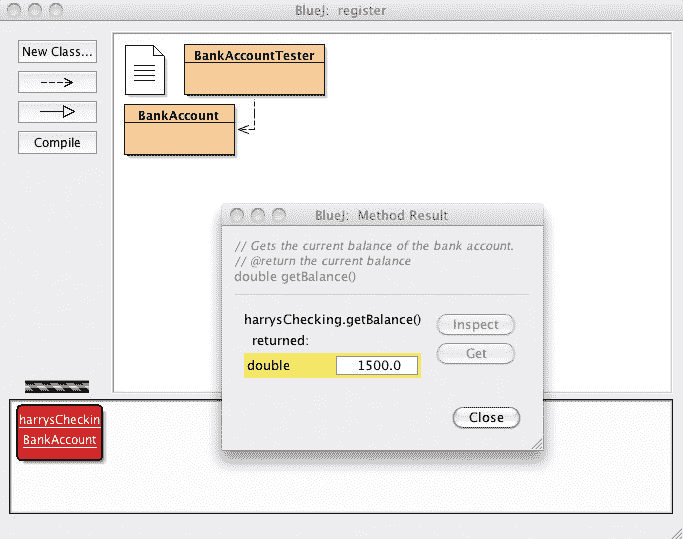 BlueJ: register
New Class...
Compile
BankAccountTester
BankAccount
BlueJ: Method Result
// Gets the current balance of the bank account.
// @return the current balance
double getBalance()
harrysChecking.getBalance()
returned:
double 1500.0
Inspect
Get
Close
harrysCheckin
BankAccount